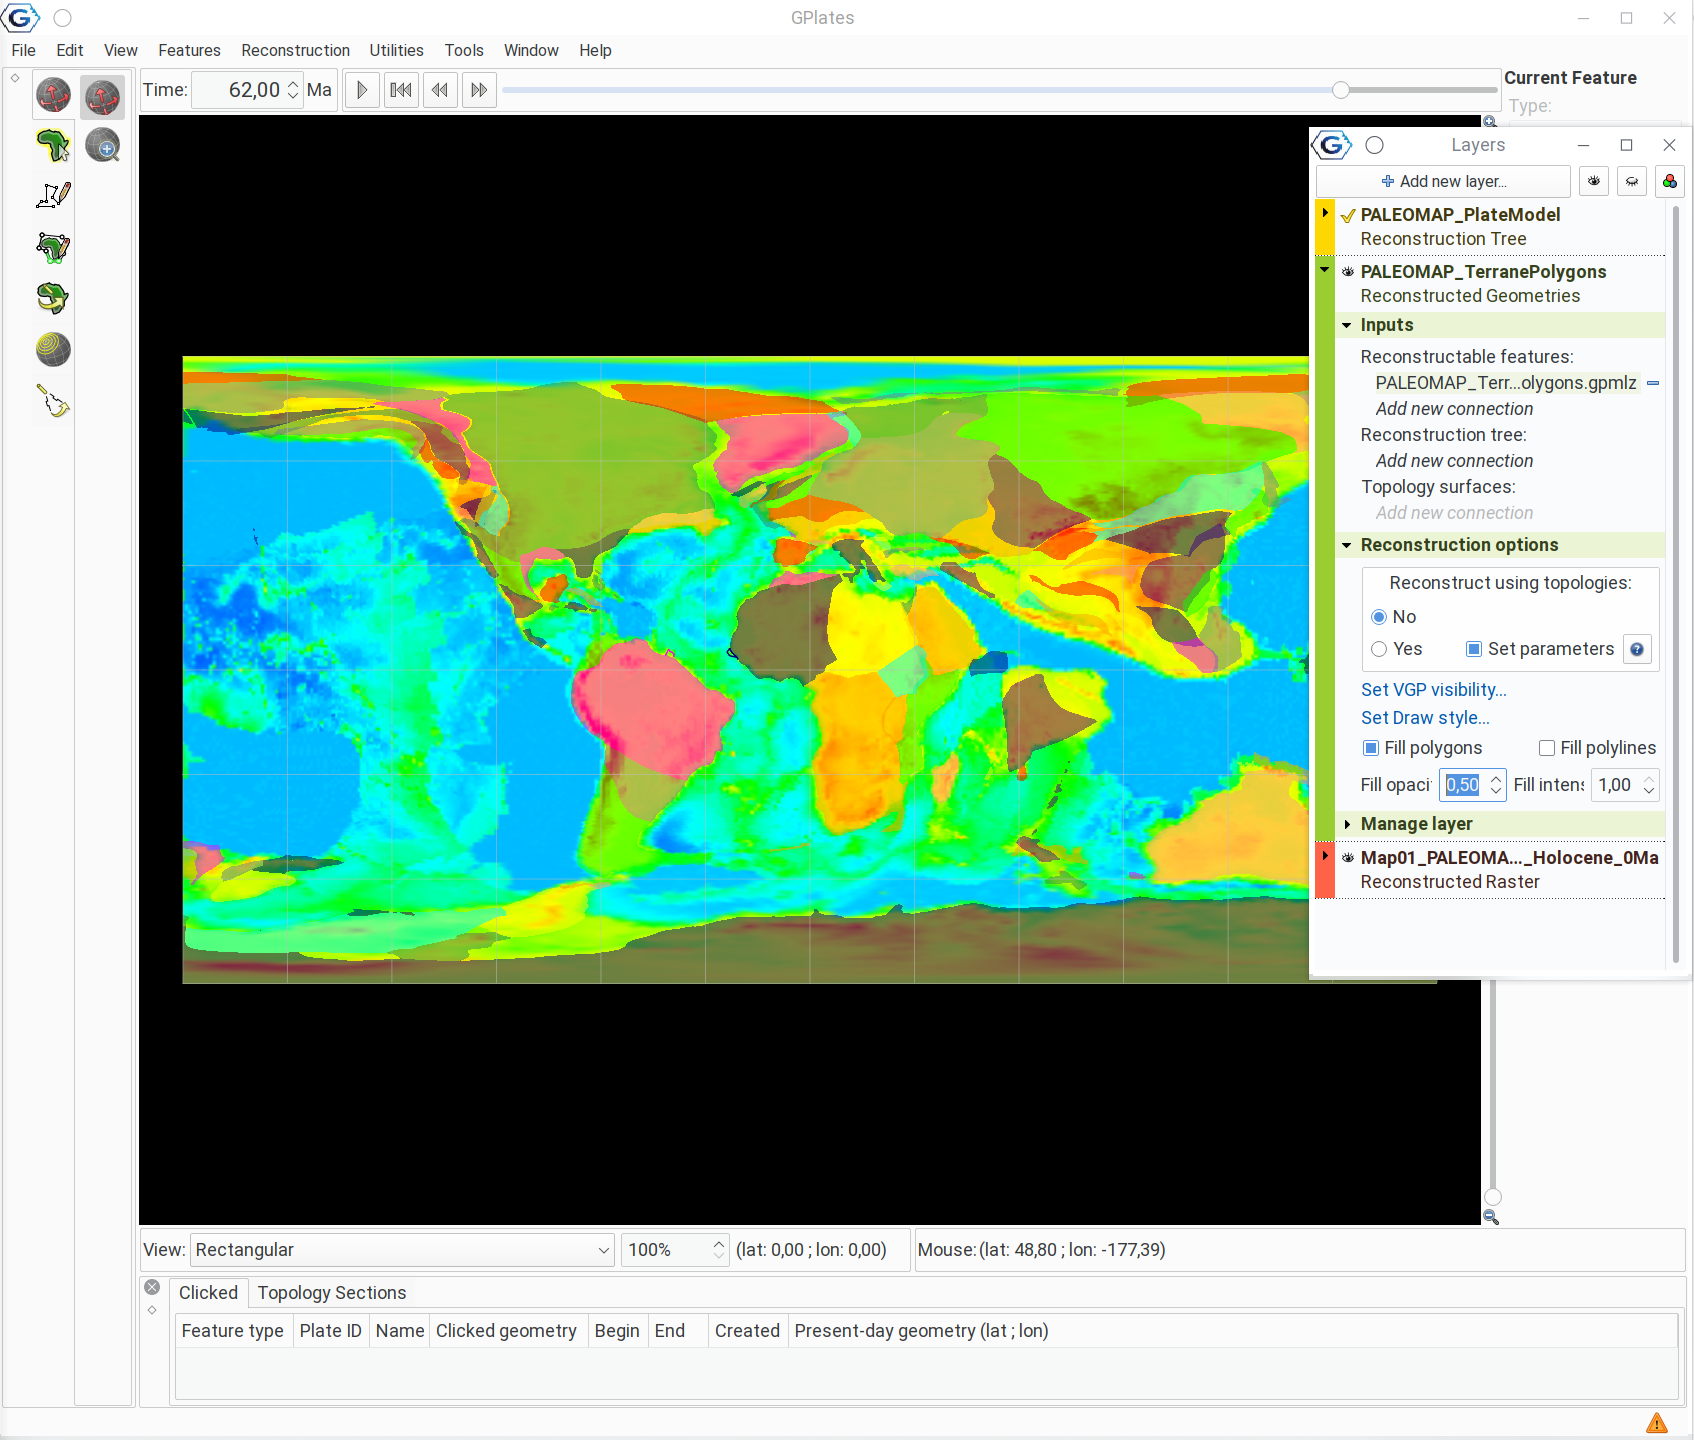 GPlates
File Edit View Features Reconstruction Utilities Tools Window Help
Time: 62,00 Ma
Current Feature
Type:
Layers
Add new layer...
PALEOMAP_PlateModel
Reconstruction Tree
PALEOMAP_TerranePolygons
Reconstructed Geometries
Inputs
Reconstructable features:
PALEOMAP_Terr...olygons.gpmlz
Add new connection
Reconstruction tree:
Add new connection
Topology surfaces:
Add new connection
Reconstruction options
Reconstruct using topologies:
No
Yes Set parameters
Set VGP visibility...
Set Draw style...
Fill polygons Fill polylines
Fill opaci 0,50 Fill intens 1,00
Manage layer
Map01_PALEOMA..._Holocene_0Ma
Reconstructed Raster
View: Rectangular 100% (lat: 0,00 ; lon: 0,00) Mouse: (lat: 48,80 ; lon: -177,39)
Clicked Topology Sections
Feature type Plate ID Name Clicked geometry Begin End Created Present-day geometry (lat ; lon)